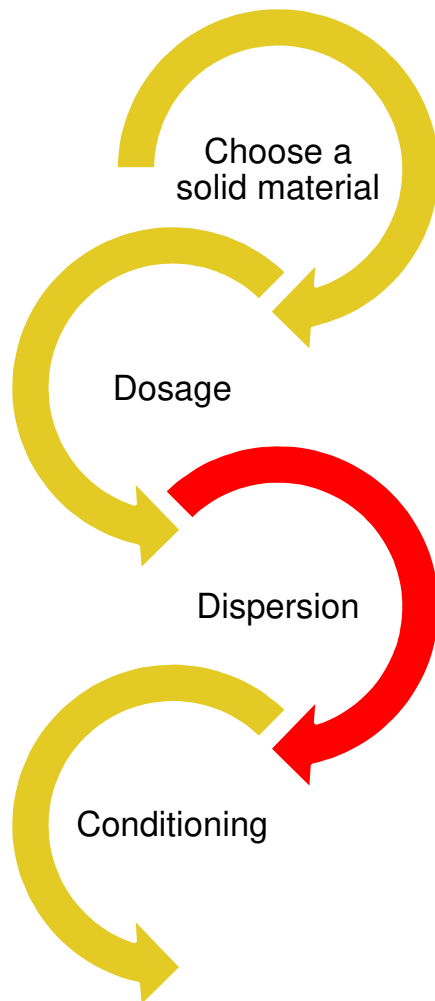 Choose a
solid material
Dosage
Dispersion
Conditioning